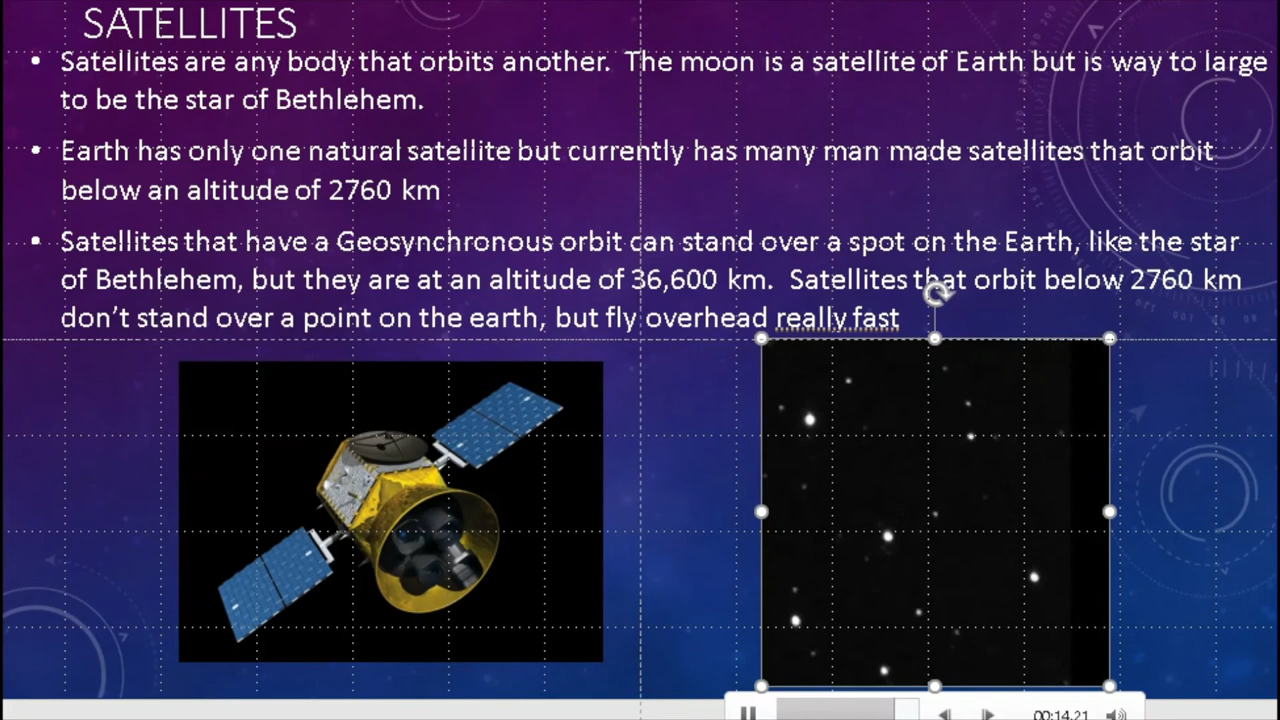 SATELLITES
• Satellites are any body that orbits another. The moon is a satellite of Earth but is way to large
to be the star of Bethlehem.
• Earth has only one natural satellite but currently has many man made satellites that orbit
below an altitude of 2760 km
• Satellites that have a Geosynchronous orbit can stand over a spot on the Earth, like the star
of Bethlehem, but they are at an altitude of 36,600 km. Satellites that orbit below 2760 km
don't stand over a point on the earth, but fly overhead really fast
00:14.21